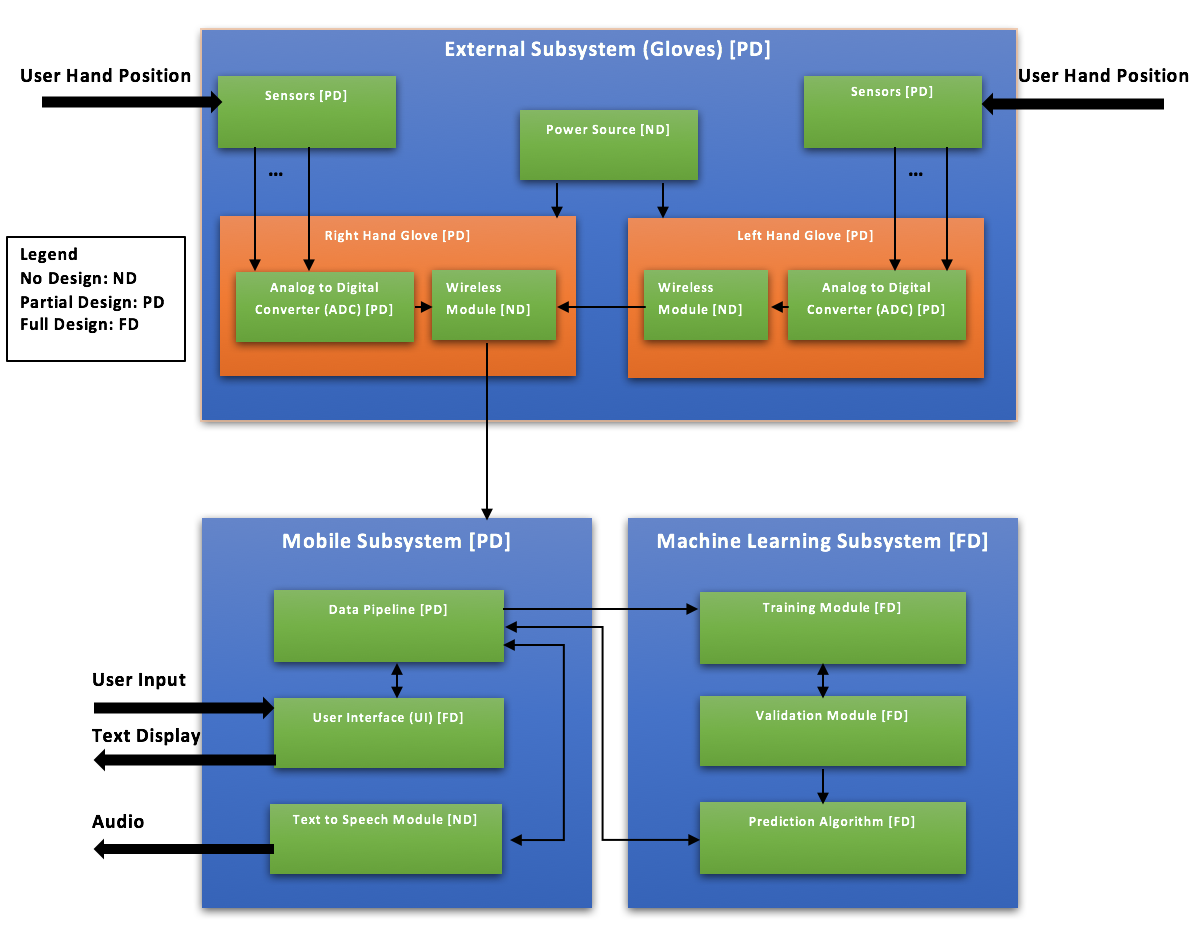 External Subsystem (Gloves) [PD]
User Hand Position
User Hand Position
Sensors [PD]
Sensors [PD]
Power Source [ND]
...
...
Right Hand Glove [PD]
Left Hand Glove [PD]
Analog to Digital
Converter (ADC) [PD]
Wireless
Module [ND]
Wireless
Module [ND]
Analog to Digital
Converter (ADC) [PD]
Legend
No Design: ND
Partial Design: PD
Full Design: FD
Mobile Subsystem [PD]
Data Pipeline [PD]
User Input
User Interface (UI) [FD]
Text Display
Audio
Text to Speech Module [ND]
Machine Learning Subsystem [FD]
Training Module [FD]
Validation Module [FD]
Prediction Algorithm [FD]